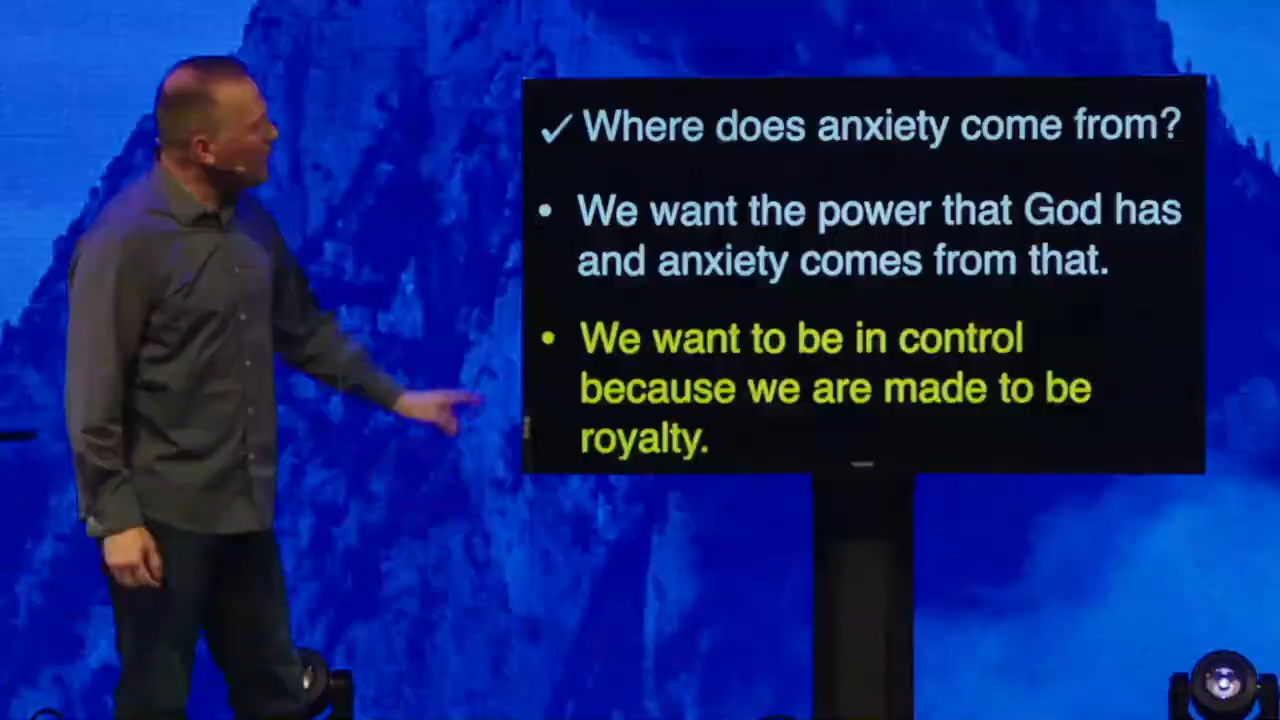 ✓ Where does anxiety come from?
• We want the power that God has
and anxiety comes from that.
• We want to be in control
because we are made to be
royalty.